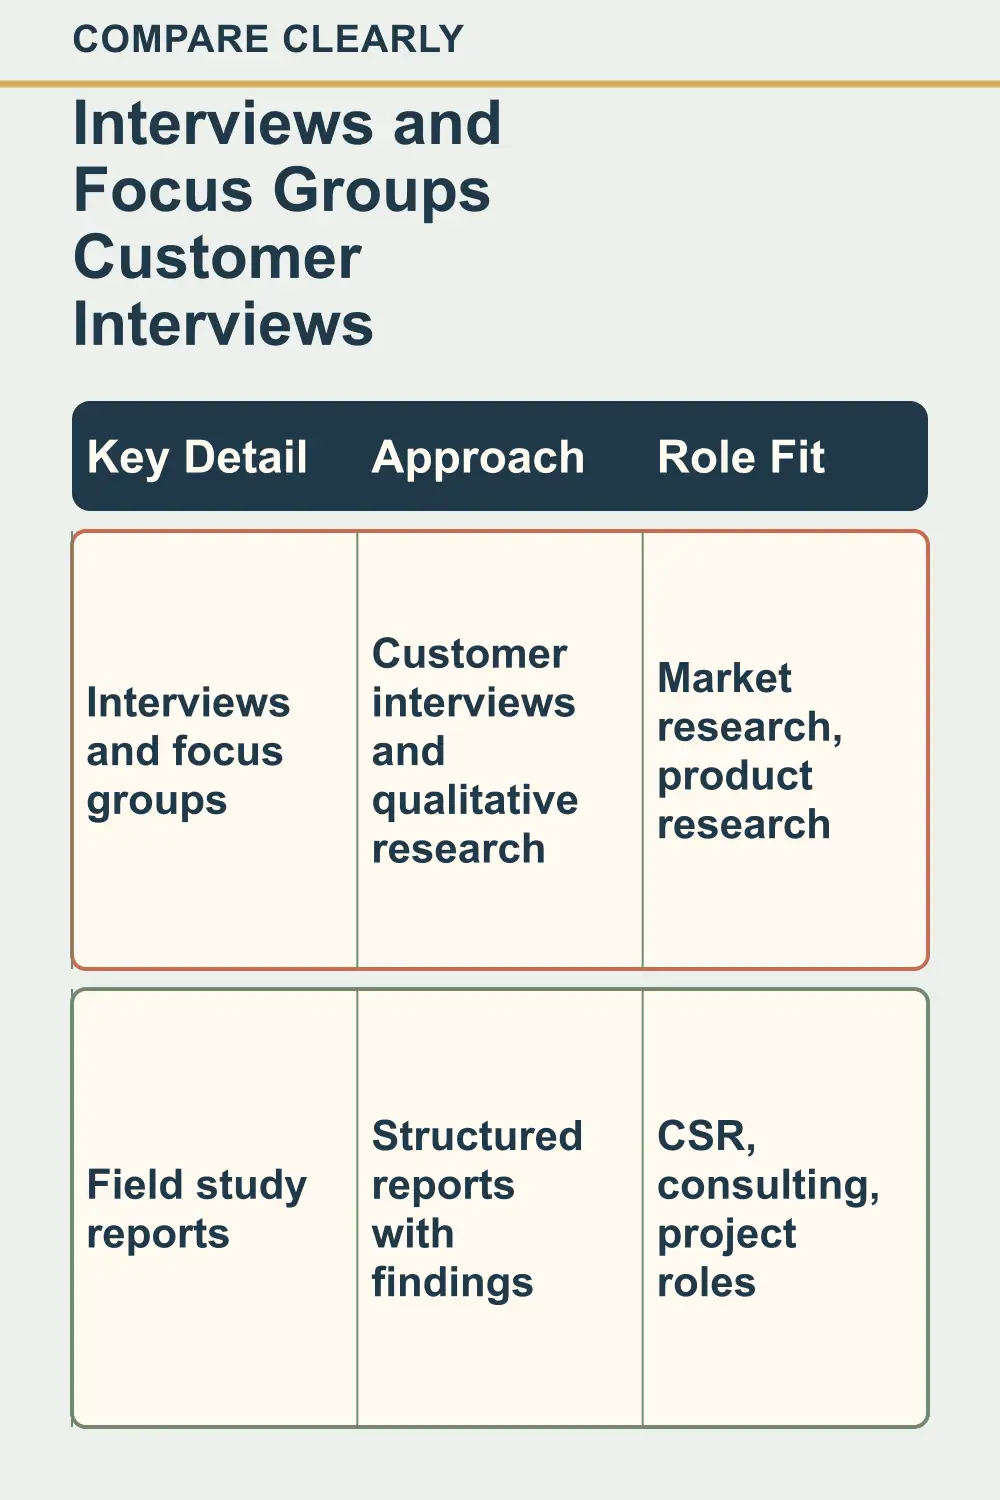 COMPARE CLEARLY
Interviews and
Focus Groups
Customer
Interviews
Key Detail
Approach
Role Fit
Interviews
and focus
groups
Customer
interviews
and
qualitative
research
Market
research,
product
research
Field study
reports
Structured
reports
with
findings
CSR,
consulting,
project
roles